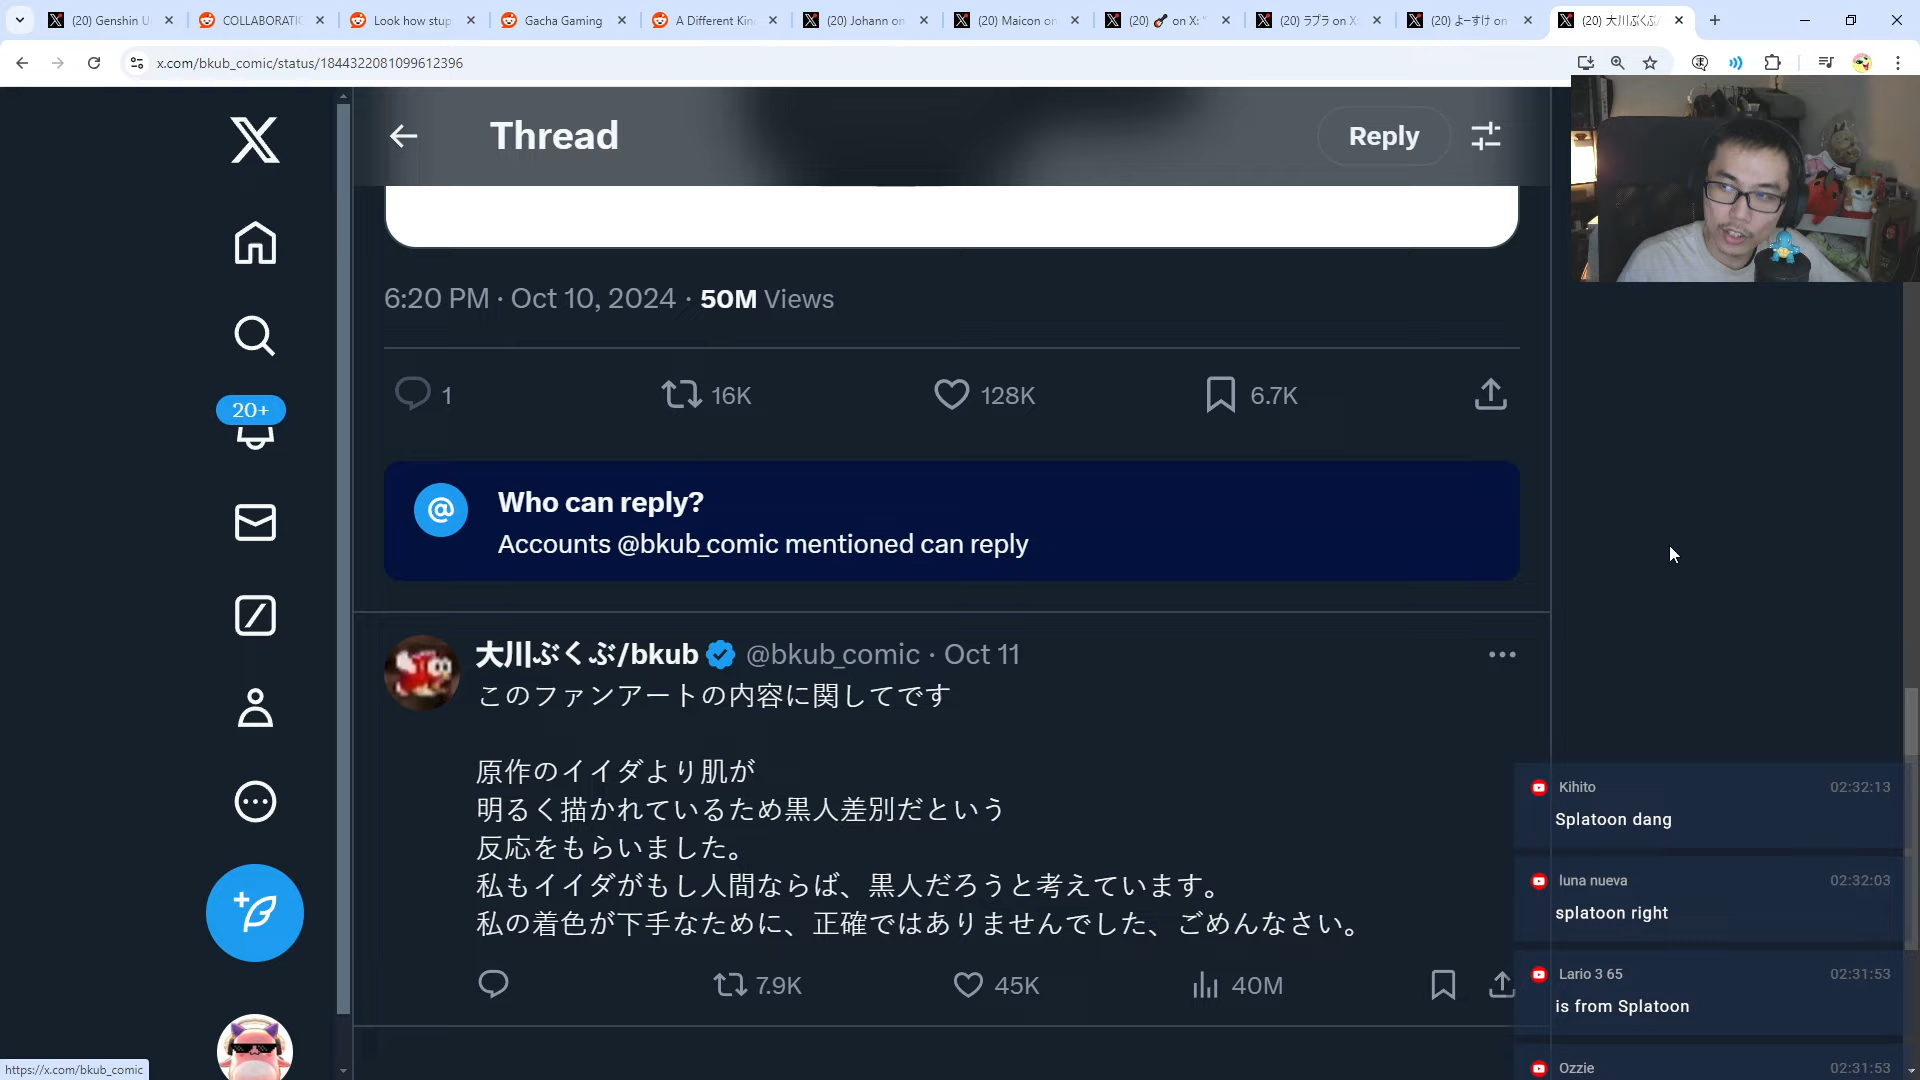 (20) Genshin U
COLLABORATIC
Look how stup
Gacha Gaming
A Different Kin
(20) Johann on
(20) Maicon on
(20) 🎸 on X: "
(20) ラプラ on X
(20) よーすけ on
(20) 大川ぶくぶ/
x.com/bkub_comic/status/1844322081099612396
Thread
Reply
6:20 PM · Oct 10, 2024 · 50M Views
1
16K
128K
6.7K
20+
@
Who can reply?
Accounts @bkub_comic mentioned can reply
大川ぶくぶ/bkub @bkub_comic · Oct 11
このファンアートの内容に関してです
原作のイイダより肌が
明るく描かれているため黒人差別だという
反応をもらいました。
私もイイダがもし人間ならば、黒人だろうと考えています。
私の着色が下手なために、正確ではありませんでした、ごめんなさい。
7.9K
45K
40M
Kihito 02:32:13
Splatoon dang
luna nueva 02:32:03
splatoon right
Lario 3 65 02:31:53
is from Splatoon
Ozzie 02:31:53
https://x.com/bkub_comic